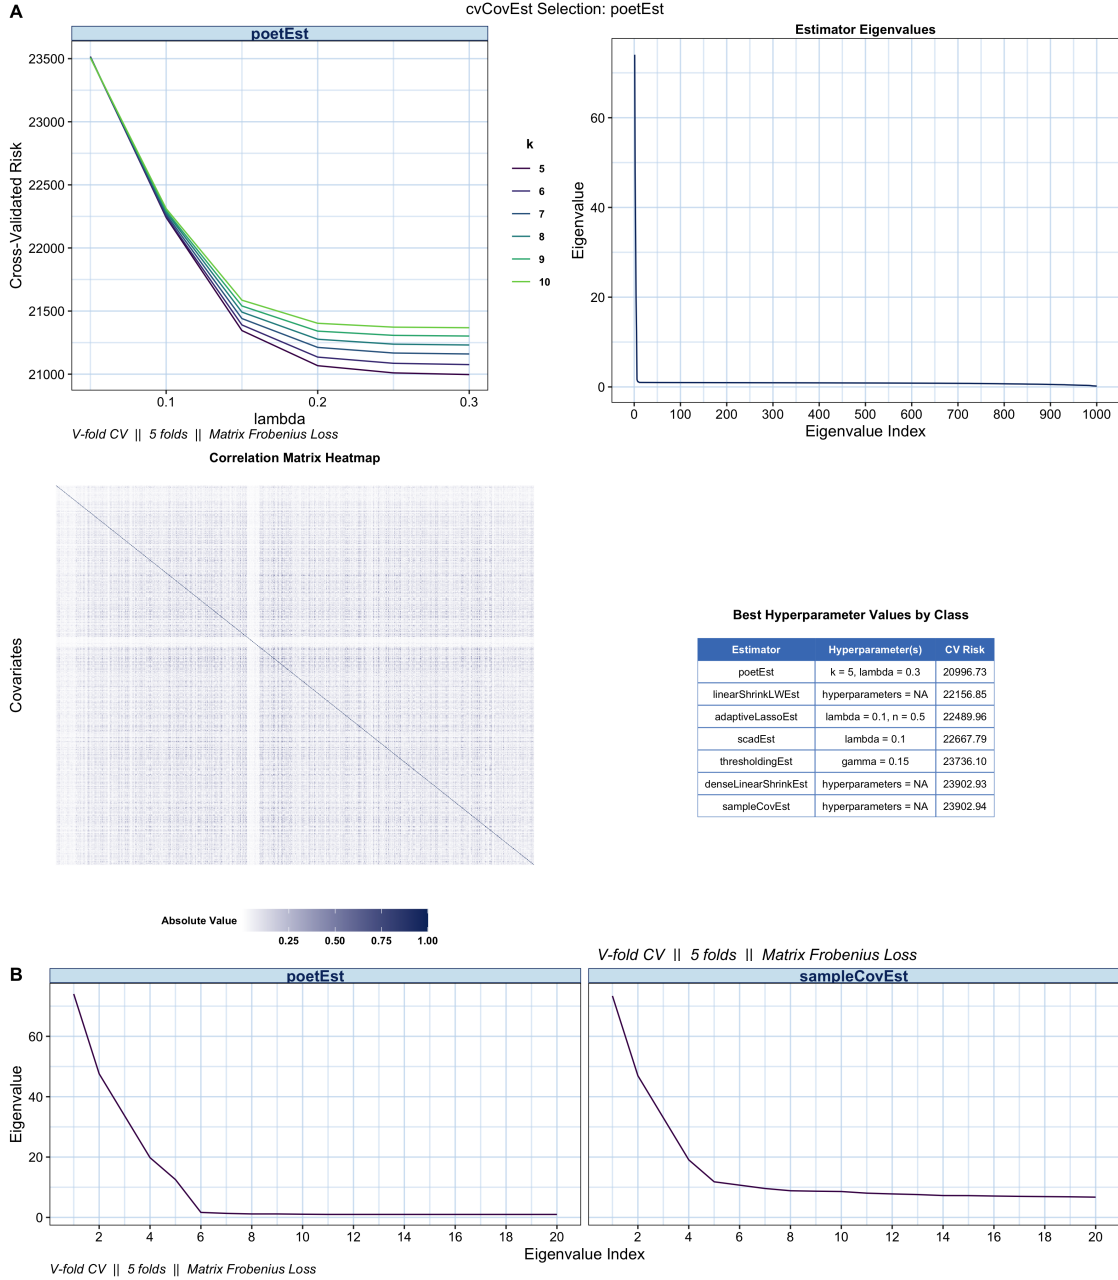 cvCovEst Selection: poetEst
A
poetEst
Cross-Validated Risk
23500
23000
22500
22000
21500
21000
0.1 0.2 0.3
lambda
V-fold CV || 5 folds || Matrix Frobenius Loss
k
5
6
7
8
9
10
Estimator Eigenvalues
Eigenvalue
60
40
20
0
0 100 200 300 400 500 600 700 800 900 1000
Eigenvalue Index
Correlation Matrix Heatmap
Covariates
Absolute Value
0.25 0.50 0.75 1.00
Best Hyperparameter Values by Class
Estimator Hyperparameter(s) CV Risk
poetEst k = 5, lambda = 0.3 20996.73
linearShrinkLWEst hyperparameters = NA 22156.85
adaptiveLassoEst lambda = 0.1, n = 0.5 22489.96
scadEst lambda = 0.1 22667.79
thresholdingEst gamma = 0.15 23736.10
denseLinearShrinkEst hyperparameters = NA 23902.93
sampleCovEst hyperparameters = NA 23902.94
V-fold CV || 5 folds || Matrix Frobenius Loss
B
poetEst
sampleCovEst
Eigenvalue
60
40
20
0
2 4 6 8 10 12 14 16 18 20
2 4 6 8 10 12 14 16 18 20
Eigenvalue Index
V-fold CV || 5 folds || Matrix Frobenius Loss